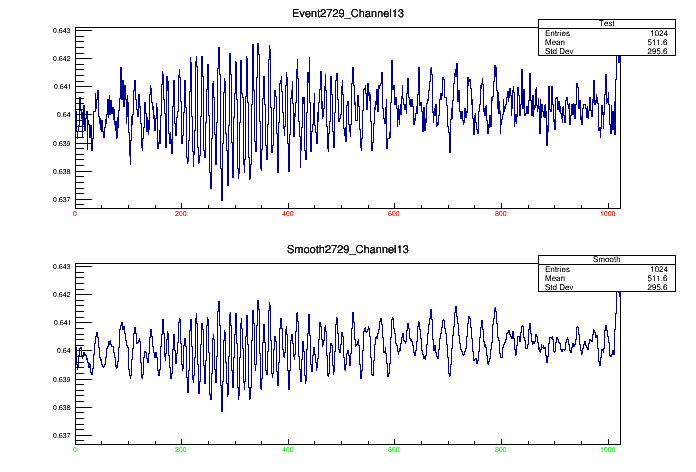 Event2729_Channel13
Test
Entries 1024
Mean 511.6
Std Dev 295.6
0.643
0.642
0.641
0.64
0.639
0.638
0.637
0 200 400 600 800 1000
Smooth2729_Channel13
Smooth
Entries 1024
Mean 511.6
Std Dev 295.6
0.643
0.642
0.641
0.64
0.639
0.638
0.637
0 200 400 600 800 1000